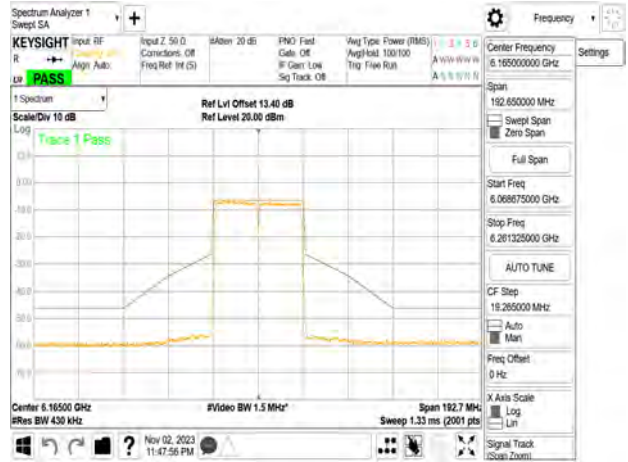 Spectrum Analyzer 1
Swept SA
Frequency
KEYSIGHT
Input: RF
Input Z: 50 Ω
#Atten: 20 dB
PNO: Fast
#Avg Type: Power (RMS)
R
Align: Auto
Corrections: Off
Freq Ref: Int (S)
Gate: Off
IF Gain: Low
Sig Track: Off
Avg|Hold: 100/100
Trig: Free Run
PASS
1 Spectrum
Scale/Div 10 dB
Ref Lvl Offset 13.40 dB
Ref Level 20.00 dBm
Log
Trace 1 Pass
Center 6.16500 GHz
#Video BW 1.5 MHz*
Span 192.7 MHz
#Res BW 430 kHz
Sweep 1.33 ms (2001 pts
Nov 02, 2023
11:47:56 PM
Center Frequency
6.165000000 GHz
Settings
Span
192.650000 MHz
Swept Span
Zero Span
Full Span
Start Freq
6.068675000 GHz
Stop Freq
6.261325000 GHz
AUTO TUNE
CF Step
19.265000 MHz
Auto
Man
Freq Offset
0 Hz
X Axis Scale
Log
Lin
Signal Track
(Span Zoom)